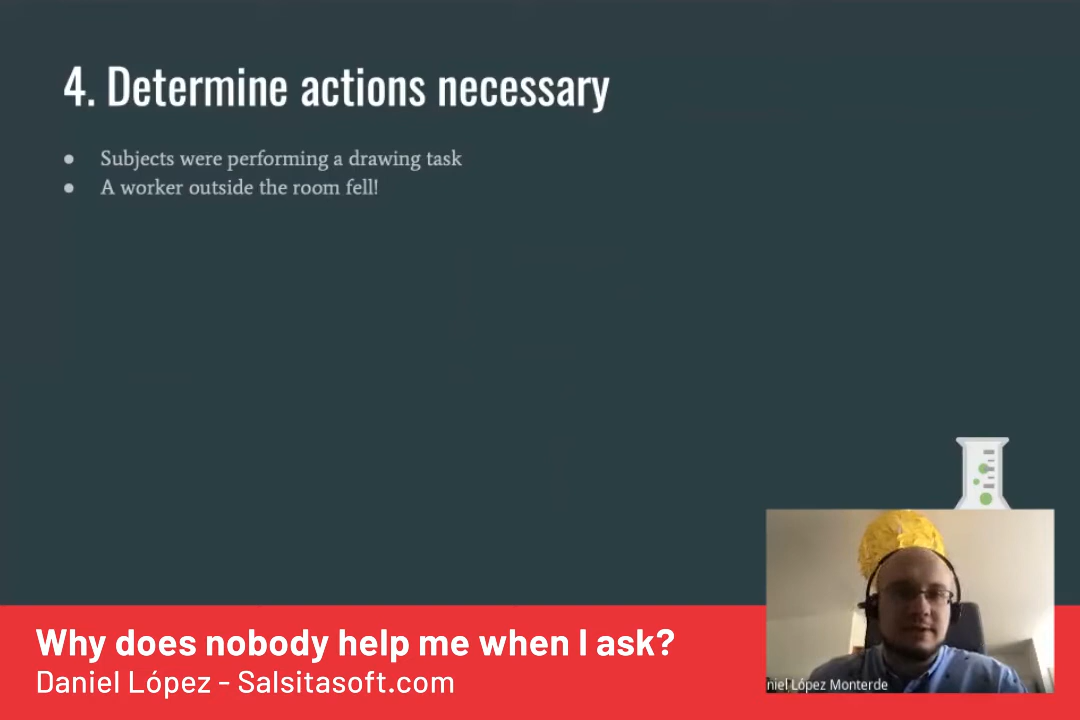 4. Determine actions necessary
● Subjects were performing a drawing task
● A worker outside the room fell!
Why does nobody help me when I ask?
Daniel López - Salsitasoft.com
niel López Monterde